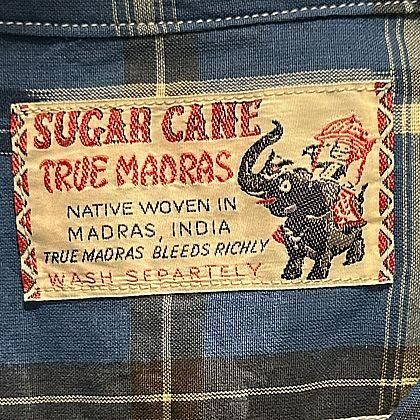 SUGAR CANE
TRUE MADRAS
NATIVE WOVEN IN
MADRAS, INDIA
TRUE MADRAS BLEEDS RICHLY
WASH SEPARTELY